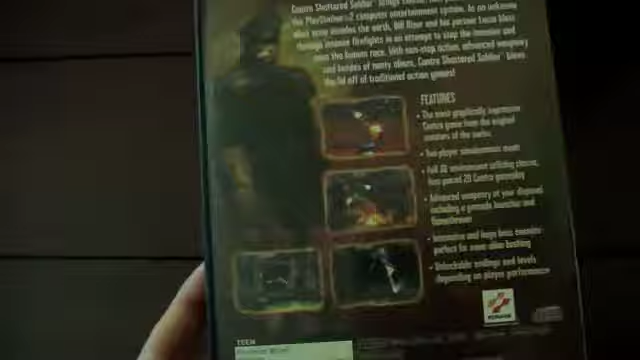 Contra Shattered Soldier brings classic,
the PlayStation 2 computer entertainment system. As an unknown
alien army invades the earth, Bill Rizer and his partner Lucia blast
through intense firefights in an attempt to stop the invasion and
save the human race. With non-stop action, advanced weaponry
and hordes of nasty aliens, Contra Shattered Soldier blows
the lid off of traditional action games!
FEATURES
• The most graphically impressive
Contra game from the original
creators of the series
• Two-player simultaneous mode
• Full 3D environments utilizing classic,
fast paced 2D Contra gameplay
• Advanced weaponry at your disposal
including a grenade launcher and
flamethrower
• Immense and huge boss enemies
perfect for some alien bashing
• Unlockable endings and levels
depending on player performance
KONAMI
TEEN